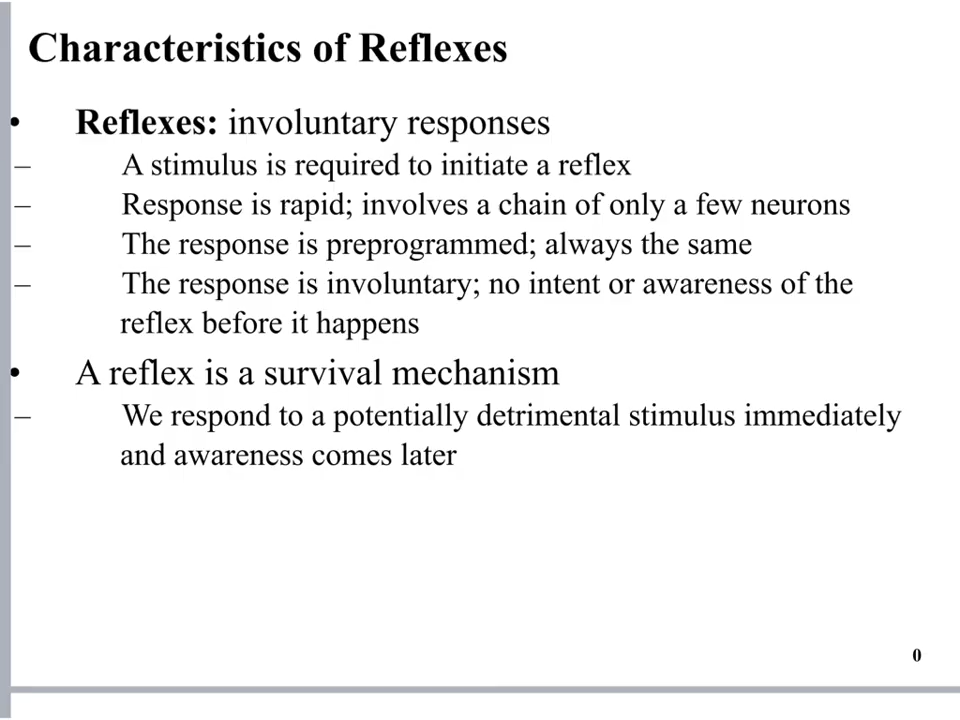 Characteristics of Reflexes
• Reflexes: involuntary responses
– A stimulus is required to initiate a reflex
– Response is rapid; involves a chain of only a few neurons
– The response is preprogrammed; always the same
– The response is involuntary; no intent or awareness of the
reflex before it happens
• A reflex is a survival mechanism
– We respond to a potentially detrimental stimulus immediately
and awareness comes later
0